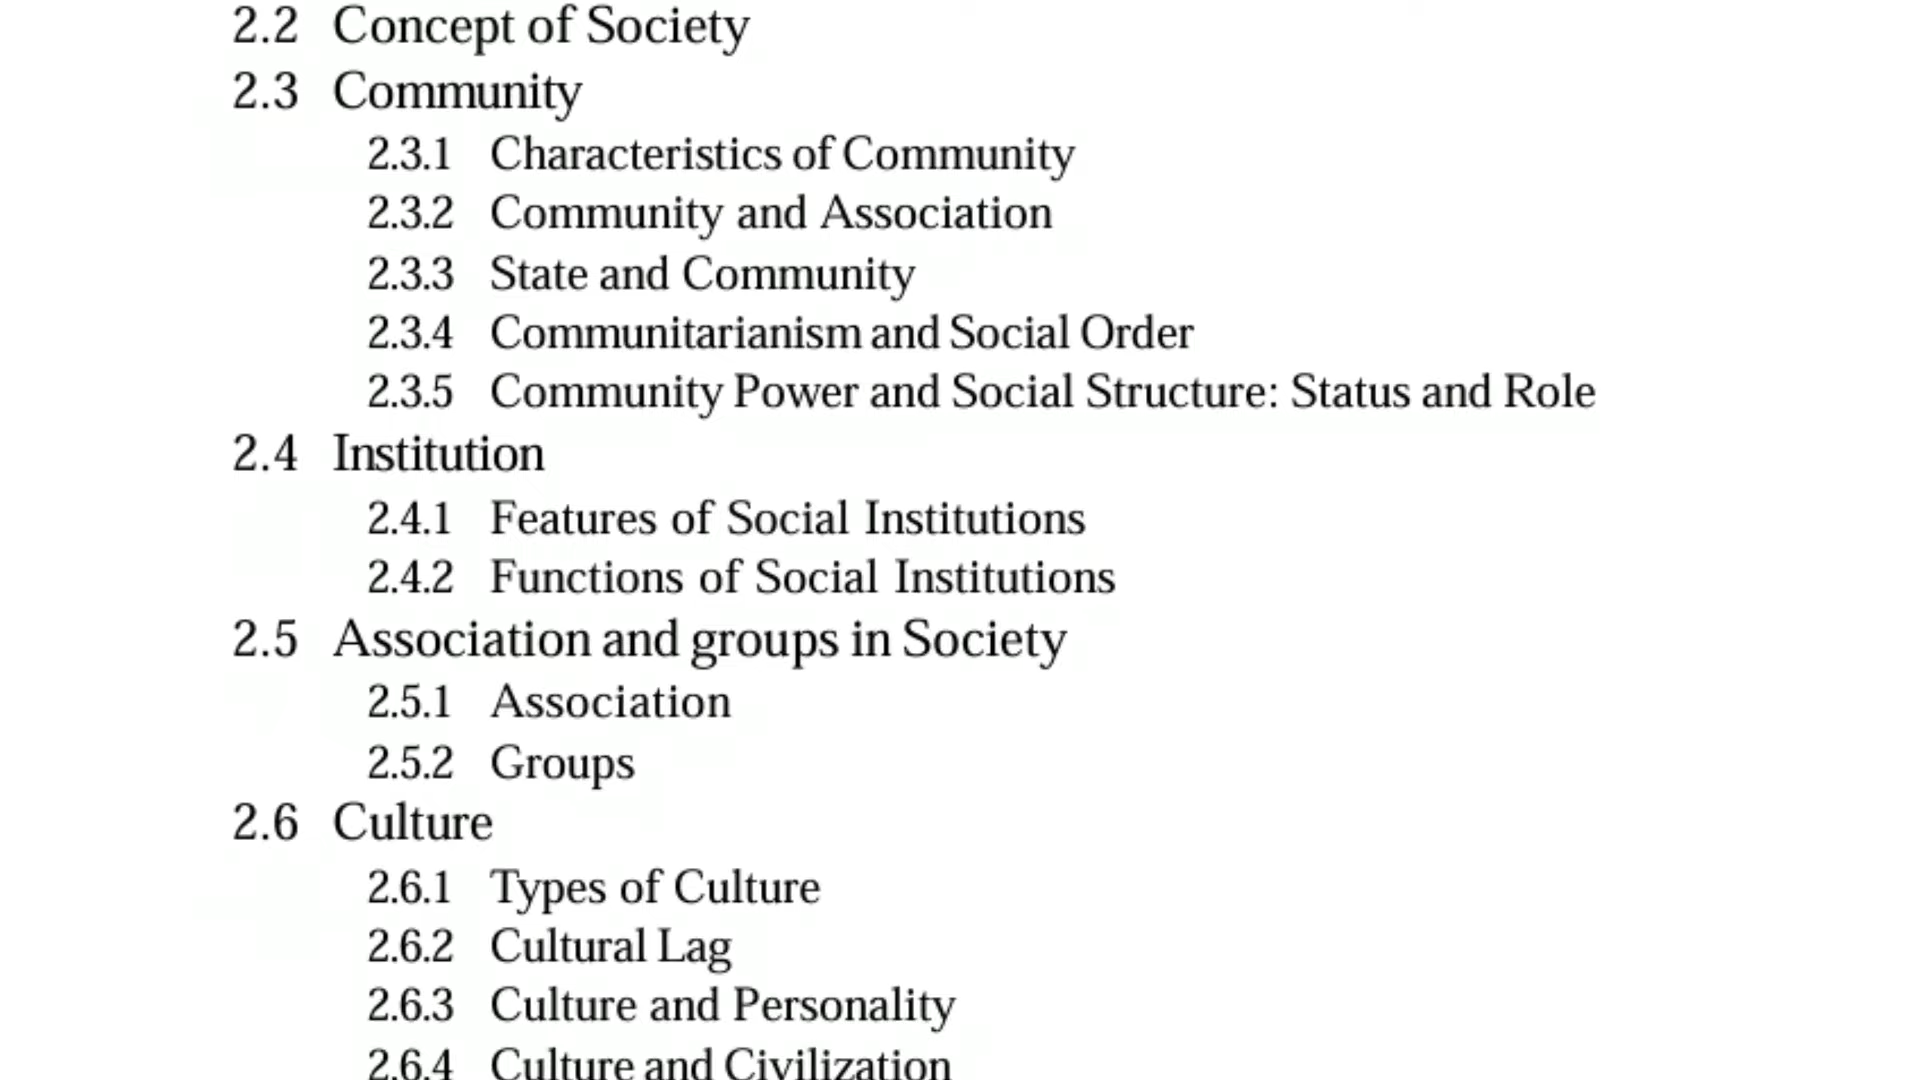 2.2 Concept of Society
2.3 Community
2.3.1 Characteristics of Community
2.3.2 Community and Association
2.3.3 State and Community
2.3.4 Communitarianism and Social Order
2.3.5 Community Power and Social Structure: Status and Role
2.4 Institution
2.4.1 Features of Social Institutions
2.4.2 Functions of Social Institutions
2.5 Association and groups in Society
2.5.1 Association
2.5.2 Groups
2.6 Culture
2.6.1 Types of Culture
2.6.2 Cultural Lag
2.6.3 Culture and Personality
2.6.4 Culture and Civilization